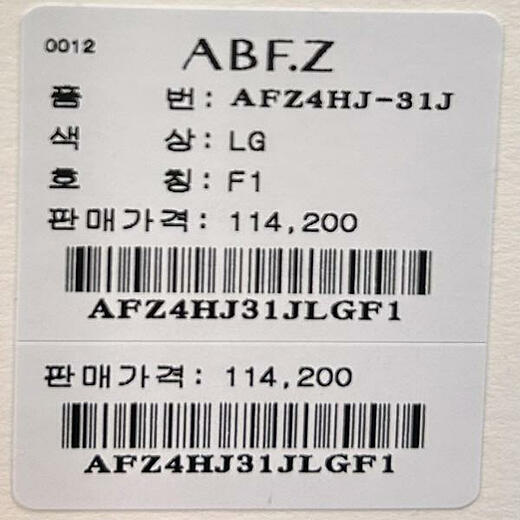 0012 ABF.Z
품 번: AFZ4HJ-31J
색 상: LG
호 칭: F1
판매가격: 114,200
AFZ4HJ31JLGF1
판매가격: 114,200
AFZ4HJ31JLGF1